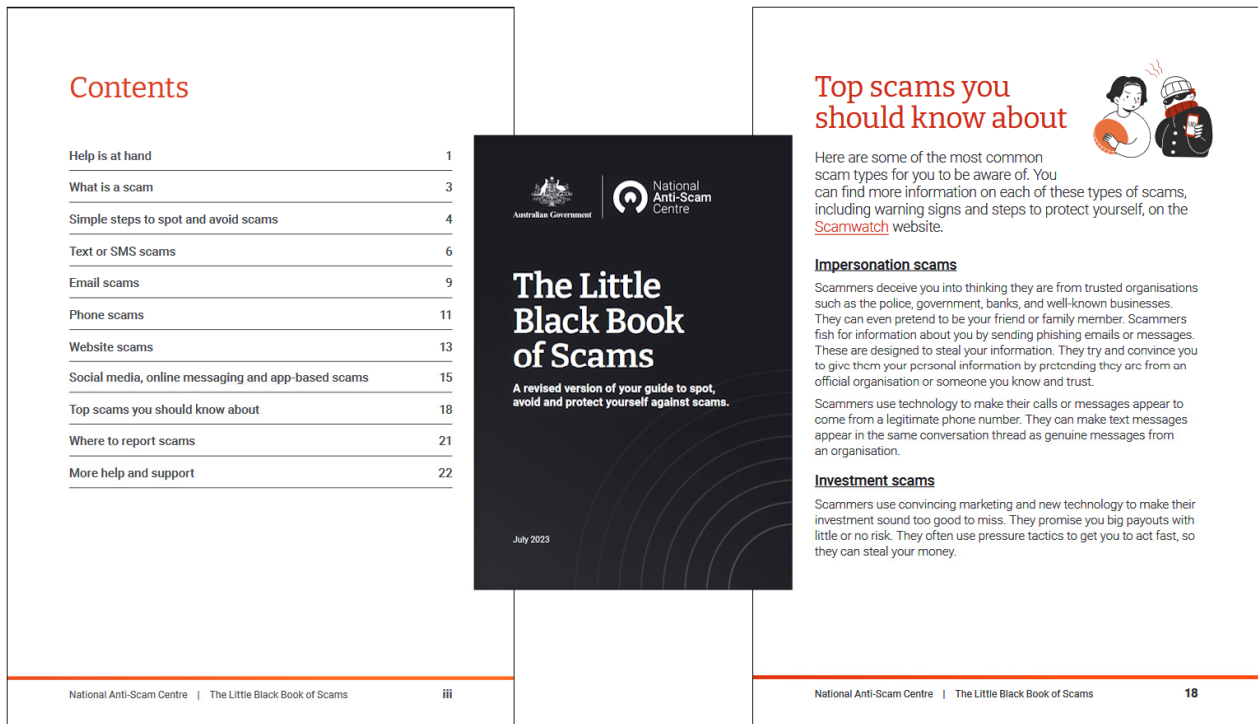 Contents
Help is at hand 1
What is a scam 3
Simple steps to spot and avoid scams 4
Text or SMS scams 6
Email scams 9
Phone scams 11
Website scams 13
Social media, online messaging and app-based scams 15
Top scams you should know about 18
Where to report scams 21
More help and support 22
National Anti-Scam Centre | The Little Black Book of Scams iii
Australian Government
National
Anti-Scam
Centre
The Little
Black Book
of Scams
A revised version of your guide to spot,
avoid and protect yourself against scams.
July 2023
Top scams you
should know about
Here are some of the most common
scam types for you to be aware of. You
can find more information on each of these types of scams,
including warning signs and steps to protect yourself, on the
Scamwatch website.
Impersonation scams
Scammers deceive you into thinking they are from trusted organisations
such as the police, government, banks, and well-known businesses.
They can even pretend to be your friend or family member. Scammers
fish for information about you by sending phishing emails or messages.
These are designed to steal your information. They try and convince you
to give them your personal information by pretending they are from an
official organisation or someone you know and trust.
Scammers use technology to make their calls or messages appear to
come from a legitimate phone number. They can make text messages
appear in the same conversation thread as genuine messages from
an organisation.
Investment scams
Scammers use convincing marketing and new technology to make their
investment sound too good to miss. They promise you big payouts with
little or no risk. They often use pressure tactics to get you to act fast, so
they can steal your money.
National Anti-Scam Centre | The Little Black Book of Scams 18